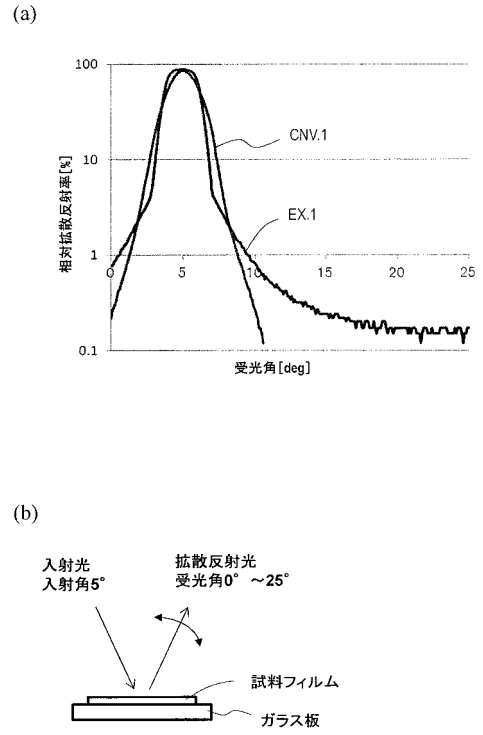 (a)
100
10
1
0.1
相対拡散反射率[%]
CNV.1
EX.1
0
5
10
15
20
25
受光角[deg]
(b)
入射光
入射角5°
拡散反射光
受光角0° ～25°
試料フィルム
ガラス板